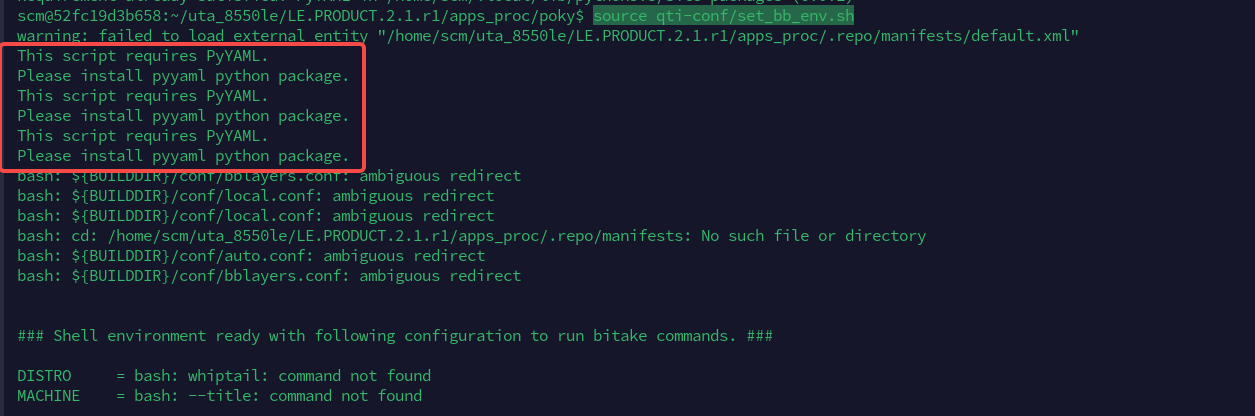 scm@52fc19d3b658:~/uta_8550le/LE.PRODUCT.2.1.r1/apps_proc/poky$ source qti-conf/set_bb_env.sh
warning: failed to load external entity "/home/scm/uta_8550le/LE.PRODUCT.2.1.r1/apps_proc/.repo/manifests/default.xml"
This script requires PyYAML.
Please install pyyaml python package.
This script requires PyYAML.
Please install pyyaml python package.
This script requires PyYAML.
Please install pyyaml python package.
bash: ${BUILDDIR}/conf/bblayers.conf: ambiguous redirect
bash: ${BUILDDIR}/conf/local.conf: ambiguous redirect
bash: ${BUILDDIR}/conf/local.conf: ambiguous redirect
bash: cd: /home/scm/uta_8550le/LE.PRODUCT.2.1.r1/apps_proc/.repo/manifests: No such file or directory
bash: ${BUILDDIR}/conf/auto.conf: ambiguous redirect
bash: ${BUILDDIR}/conf/bblayers.conf: ambiguous redirect
### Shell environment ready with following configuration to run bitake commands. ###
DISTRO = bash: whiptail: command not found
MACHINE = bash: --title: command not found